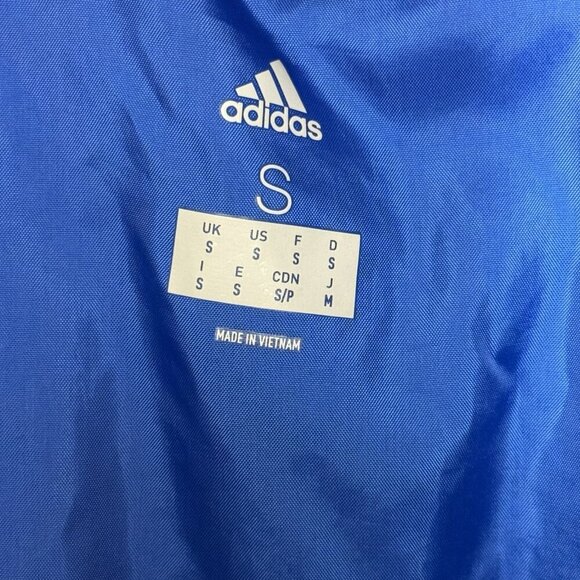 adidas
S
UK US F D
S S S S
I E CDN J
S S S/P M
MADE IN VIETNAM